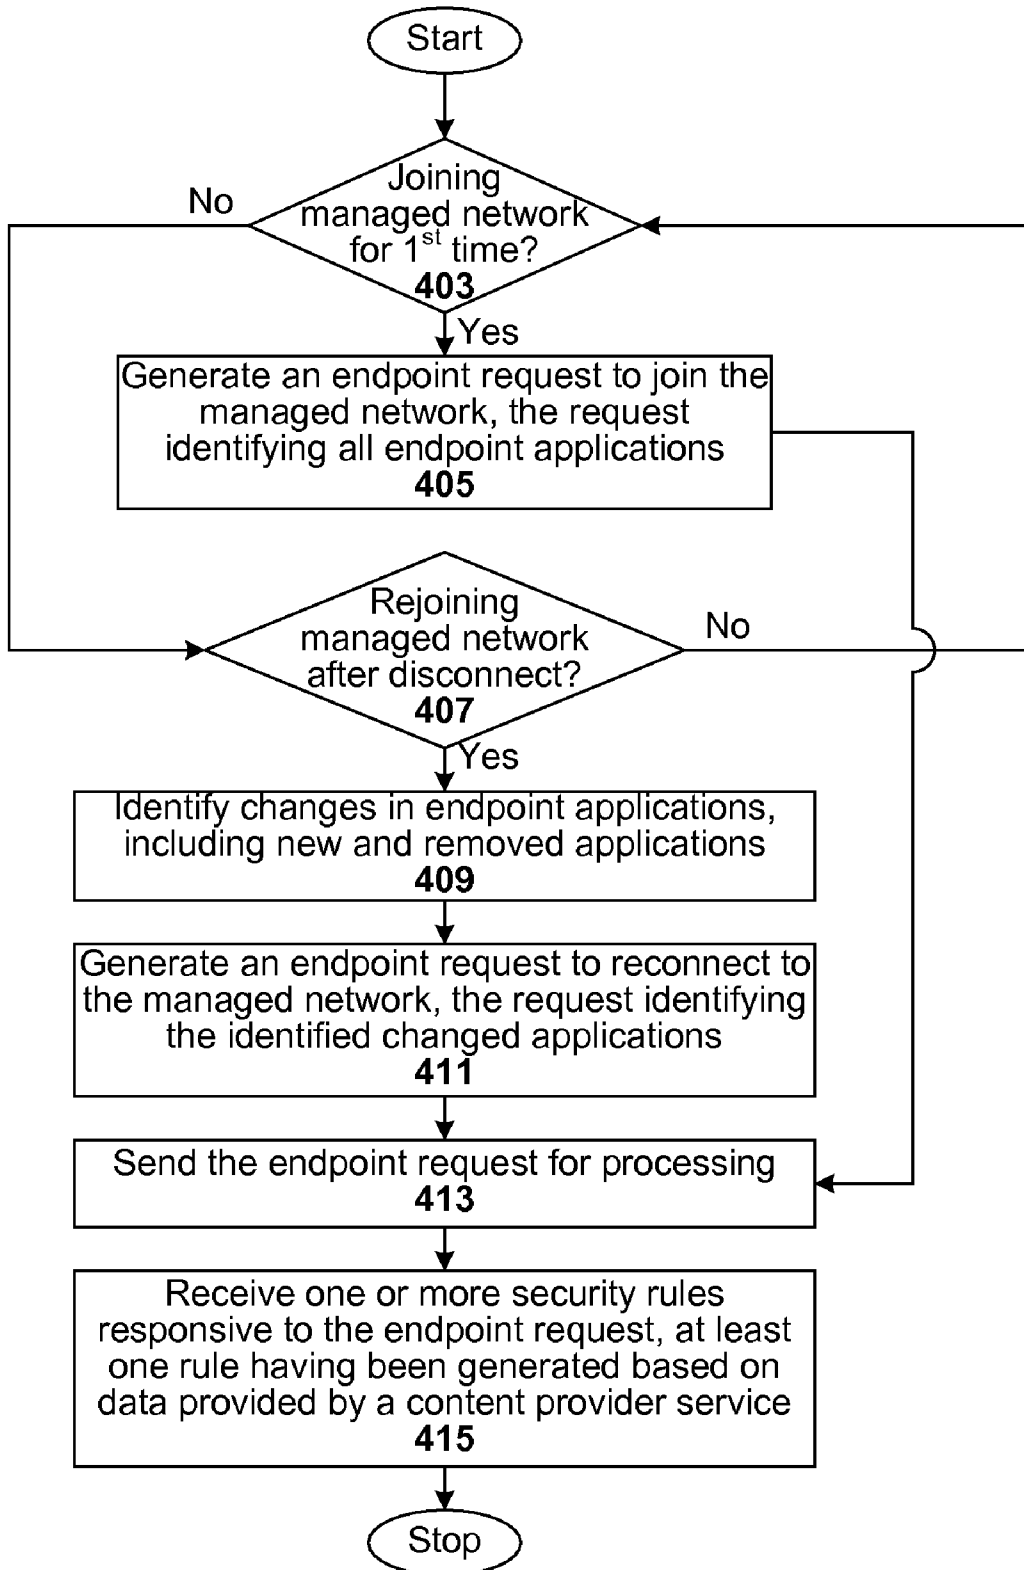 Start
Joining
managed network
for 1st time?
403
No
Yes
Generate an endpoint request to join the
managed network, the request
identifying all endpoint applications
405
Rejoining
managed network
after disconnect?
407
No
Yes
Identify changes in endpoint applications,
including new and removed applications
409
Generate an endpoint request to reconnect to
the managed network, the request identifying
the identified changed applications
411
Send the endpoint request for processing
413
Receive one or more security rules
responsive to the endpoint request, at least
one rule having been generated based on
data provided by a content provider service
415
Stop